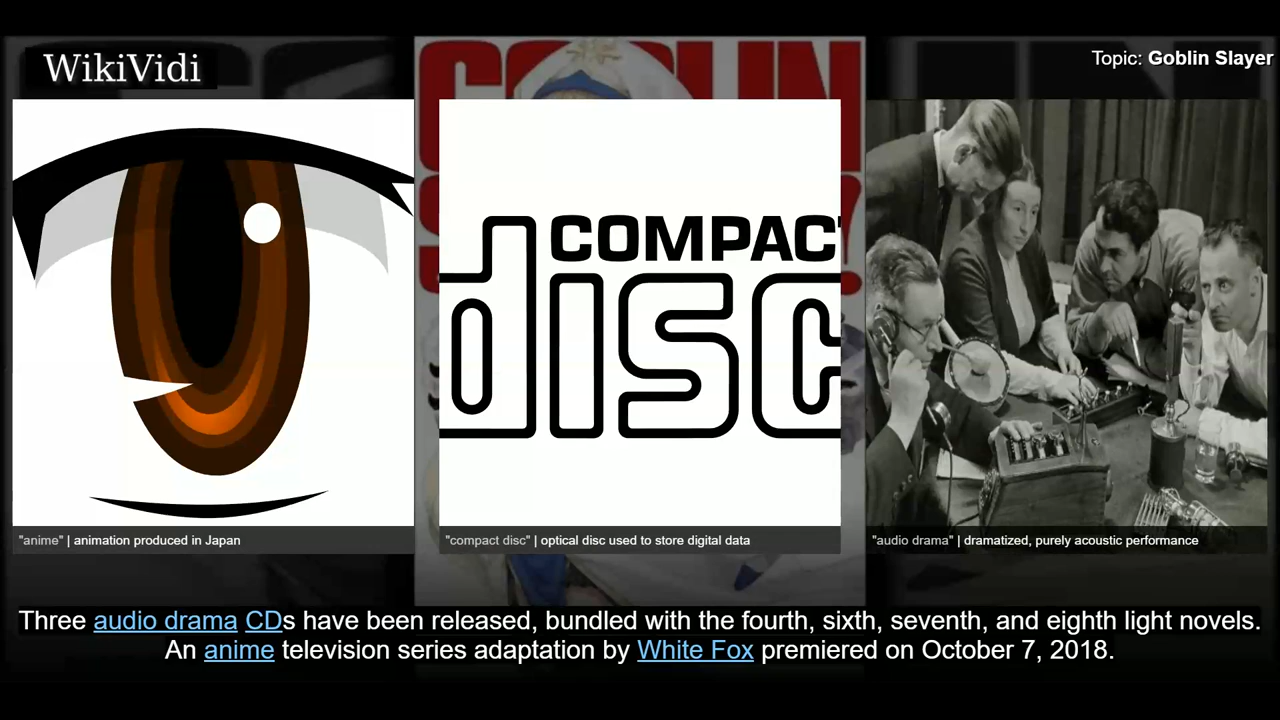 WikiVidi
Topic: Goblin Slayer
COMPACT
disc
"anime" | animation produced in Japan
"compact disc" | optical disc used to store digital data
"audio drama" | dramatized, purely acoustic performance
Three audio drama CDs have been released, bundled with the fourth, sixth, seventh, and eighth light novels.
An anime television series adaptation by White Fox premiered on October 7, 2018.